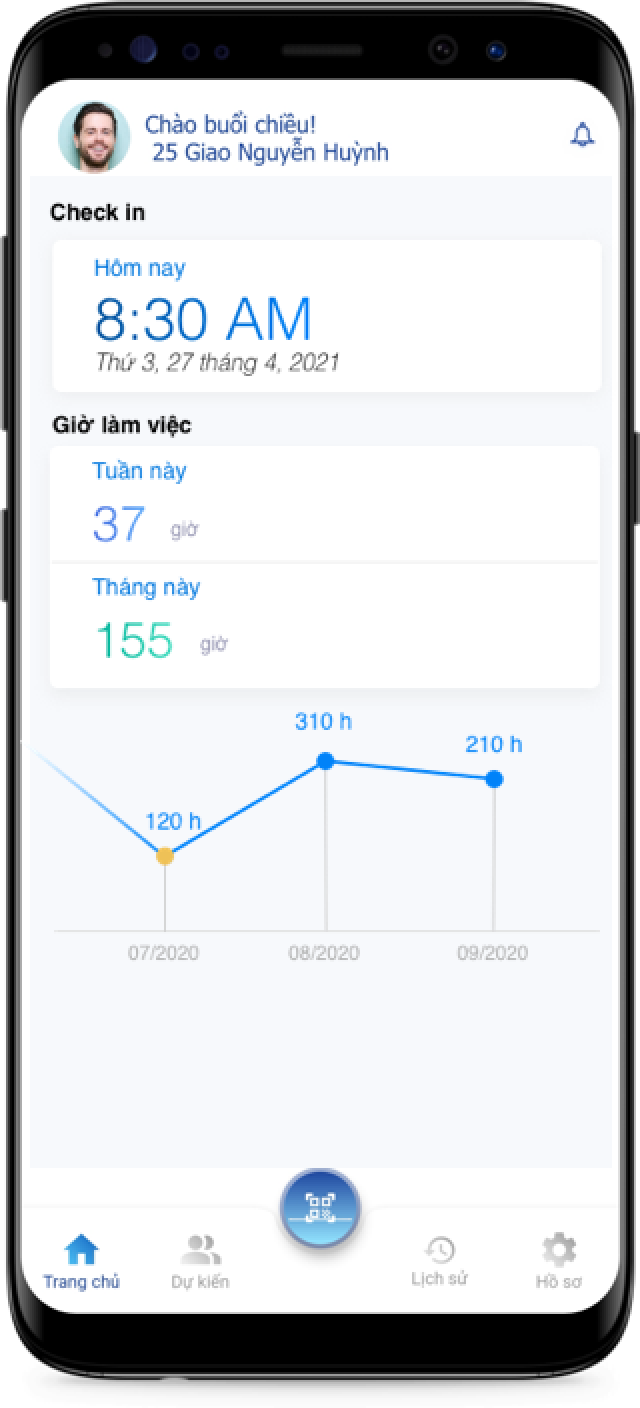 Chào buổi chiều!
25 Giao Nguyễn Huỳnh
Check in
Hôm nay
8:30 AM
Thứ 3, 27 tháng 4, 2021
Giờ làm việc
Tuần này
37 giờ
Tháng này
155 giờ
310 h
210 h
120 h
07/2020 08/2020 09/2020
Trang chủ Dự kiến Lịch sử Hồ sơ